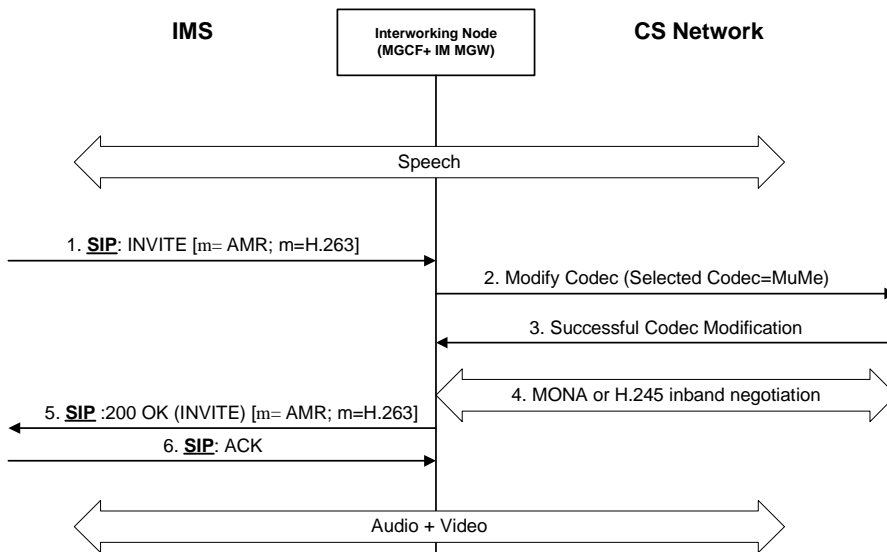 IMS
Interworking Node
(MGCF+ IM MGW)
CS Network
Speech
1. SIP: INVITE [m= AMR; m=H.263]
2. Modify Codec (Selected Codec=MuMe)
3. Successful Codec Modification
4. MONA or H.245 inband negotiation
5. SIP :200 OK (INVITE) [m= AMR; m=H.263]
6. SIP: ACK
Audio + Video